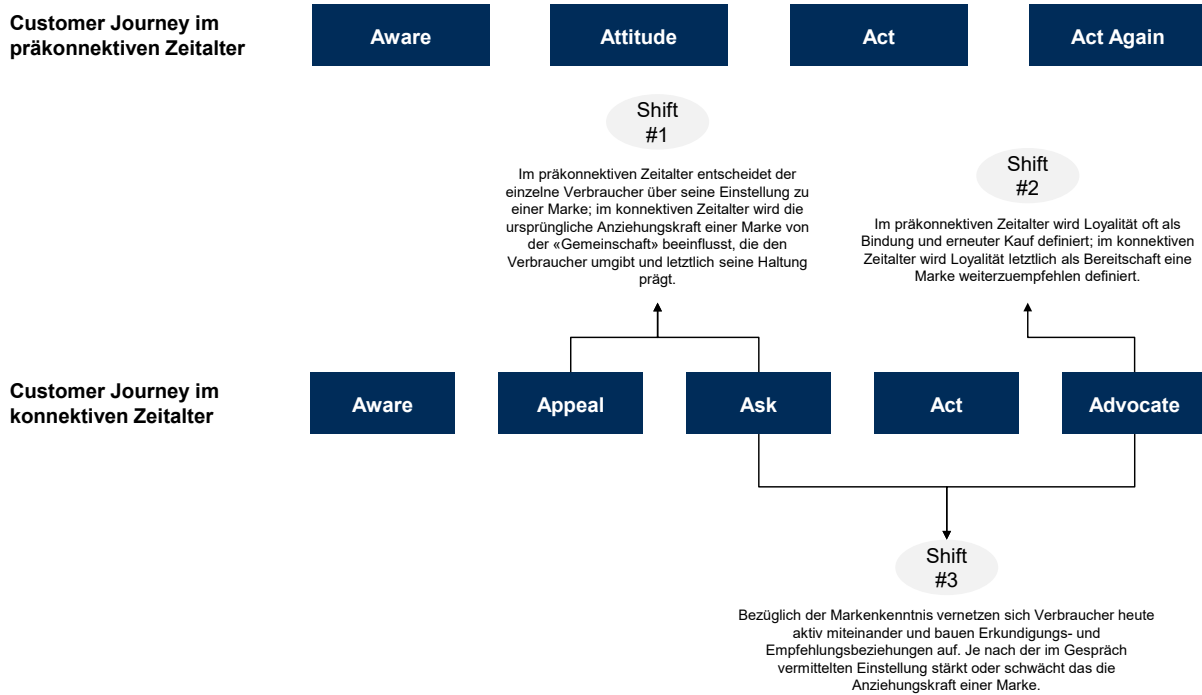 Customer Journey im
präkonnektiven Zeitalter
Aware
Attitude
Act
Act Again
Shift
#1
Im präkonnektiven Zeitalter entscheidet der
einzelne Verbraucher über seine Einstellung zu
einer Marke; im konnektiven Zeitalter wird die
ursprüngliche Anziehungskraft einer Marke von
der «Gemeinschaft» beeinflusst, die den
Verbraucher umgibt und letztlich seine Haltung
prägt.
Shift
#2
Im präkonnektiven Zeitalter wird Loyalität oft als
Bindung und erneuter Kauf definiert; im konnektiven
Zeitalter wird Loyalität letztlich als Bereitschaft eine
Marke weiterzuempfehlen definiert.
Customer Journey im
konnektiven Zeitalter
Aware
Appeal
Ask
Act
Advocate
Shift
#3
Bezüglich der Markenkenntnis vernetzen sich Verbraucher heute
aktiv miteinander und bauen Erkundigungs- und
Empfehlungsbeziehungen auf. Je nach der im Gespräch
vermittelten Einstellung stärkt oder schwächt das die
Anziehungskraft einer Marke.